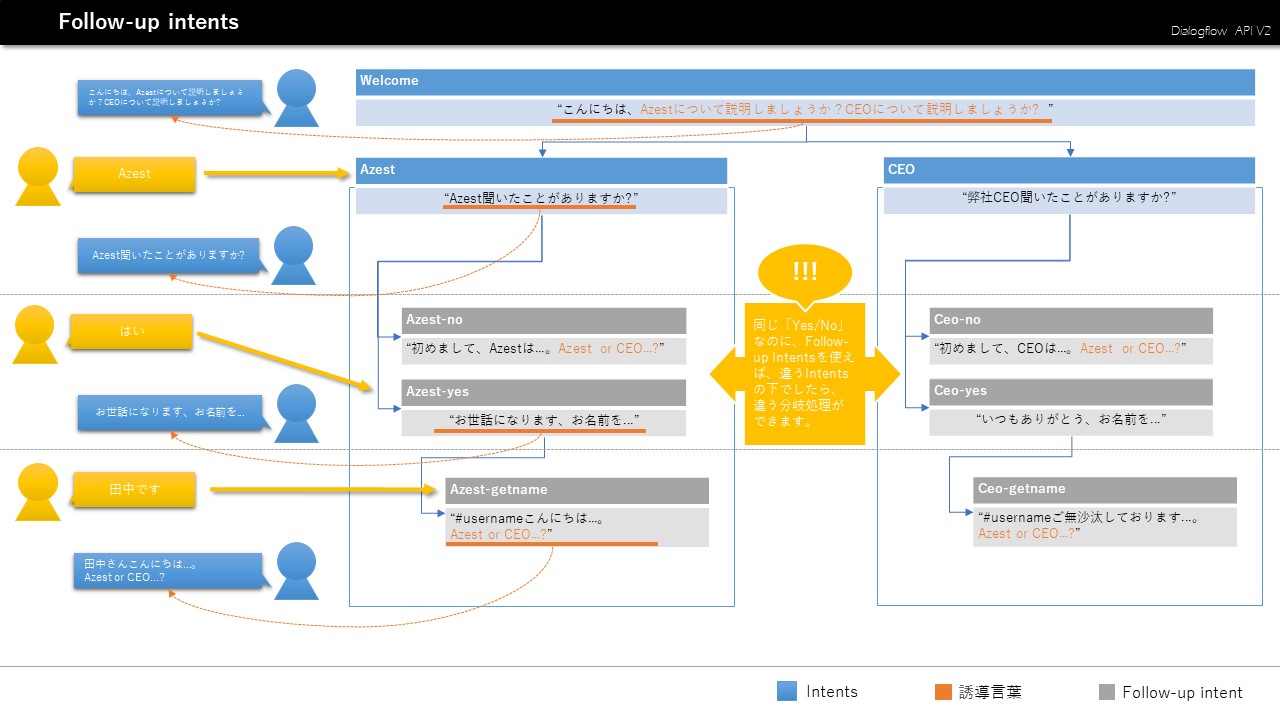 Follow-up intents
Dialogflow API V2
こんにちは、Azestについて説明しましょう
か？CEOについて説明しましょうか?
Welcome
“こんにちは、Azestについて説明しましょうか？CEOについて説明しましょうか? ”
Azest
Azest
“Azest聞いたことがありますか?”
CEO
“弊社CEO聞いたことがありますか?”
Azest聞いたことがありますか?
!!!
同じ「Yes/No」
なのに、Follow-
up Intentsを使え
ば、違うIntents
の下でしたら、
違う分岐処理が
できます。
はい
Azest-no
“初めまして、Azestは...。Azest or CEO...?”
Ceo-no
“初めまして、CEOは...。Azest or CEO...?”
Azest-yes
“お世話になります、お名前を...”
Ceo-yes
“いつもありがとう、お名前を...”
お世話になります、お名前を...
田中です
Azest-getname
“#usernameこんにちは...。
Azest or CEO...?”
Ceo-getname
“#usernameご無沙汰しております...。
Azest or CEO...?”
田中さんこんにちは...。
Azest or CEO...?
Intents
誘導言葉
Follow-up intent